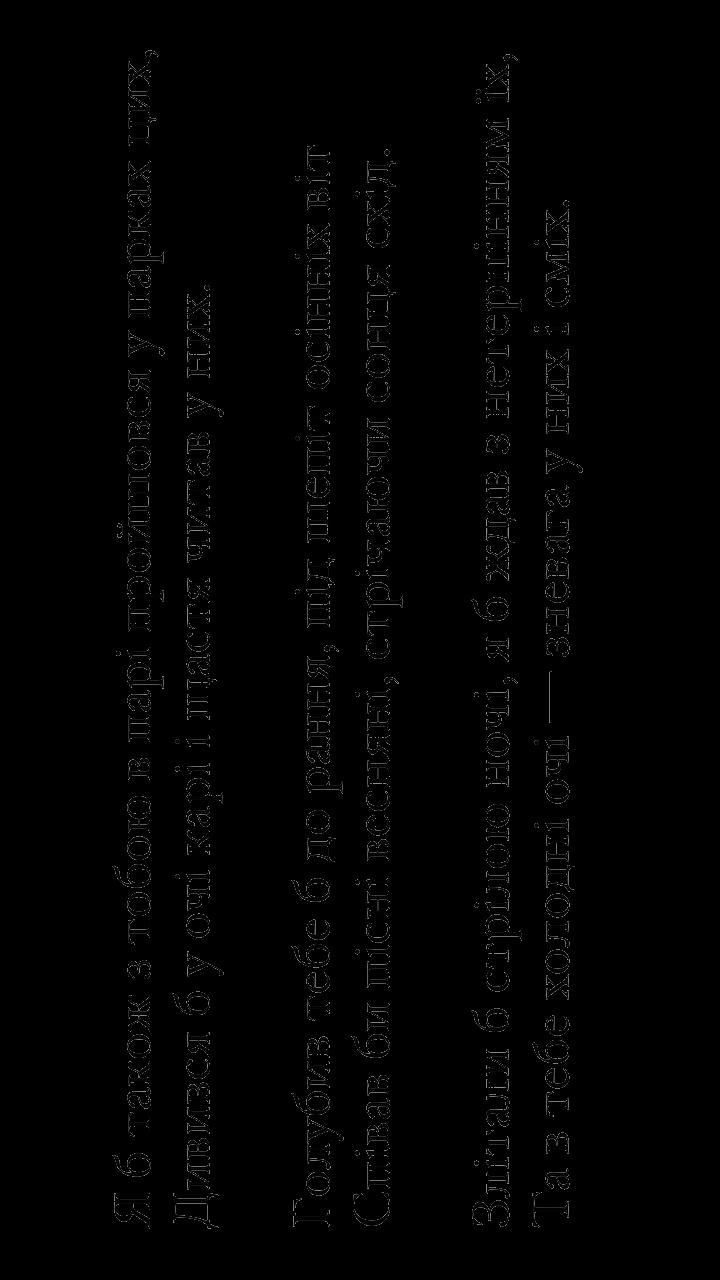 Я б також з тобою в парі пройшовся у парках цих,
Дивився б у очі карі і щастя читав у них.
Голубив тебе б до рання, під шепіт осінніх віт
Співав би пісні весняні, стрічаючи сонця схід.
Злітали б стрілою ночі, я б ждав з нетерпінням їх,
Та з тебе холодні очі — зневага у них і сміх.